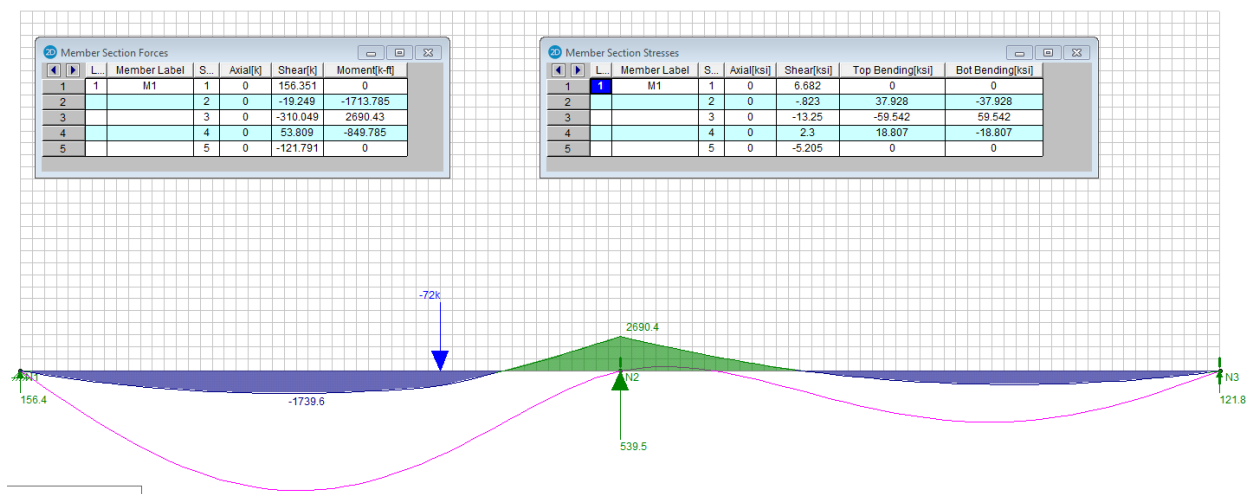 2D Member Section Forces
L... Member Label S... Axial[k] Shear[k] Moment[k-ft]
1 1 M1 1 0 156.351 0
2 2 0 -19.249 -1713.785
3 3 0 -310.049 2690.43
4 4 0 53.809 -849.785
5 5 0 -121.791 0
2D Member Section Stresses
L... Member Label S... Axial[ksi] Shear[ksi] Top Bending[ksi] Bot Bending[ksi]
1 1 M1 1 0 6.682 0 0
2 2 0 -.823 37.928 -37.928
3 3 0 -13.25 -59.542 59.542
4 4 0 2.3 18.807 -18.807
5 5 0 -5.205 0 0
-72k
2690.4
N1
N2
N3
156.4
-1739.6
121.8
539.5